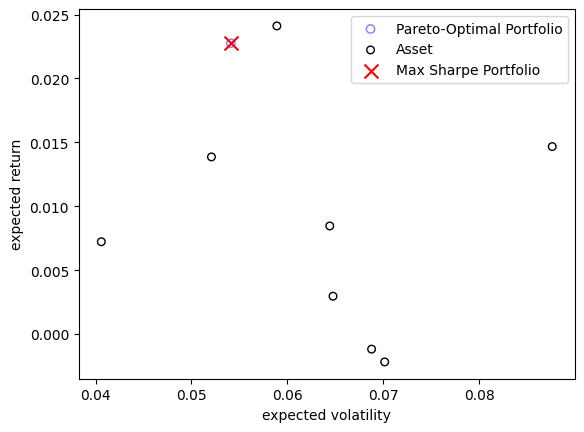 0.025
0.020
0.015
0.010
0.005
0.000
expected return
Pareto-Optimal Portfolio
Asset
Max Sharpe Portfolio
0.04 0.05 0.06 0.07 0.08
expected volatility